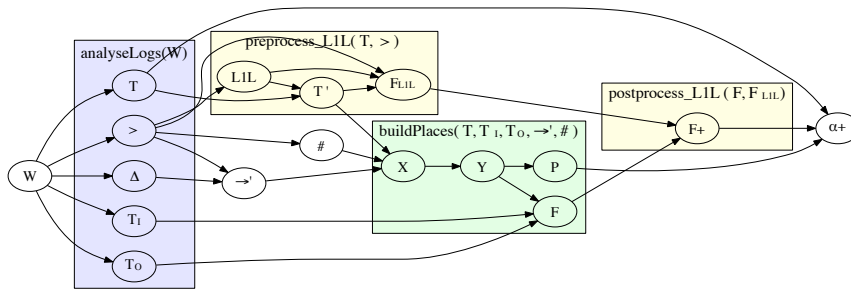 analyseLogs(W)
preprocess_L1L( T, > )
postprocess_L1L ( F, F L1L)
buildPlaces( T, T I, TO, →', # )
W
T
>
Δ
TI
TO
L1L
T '
FL1L
#
→'
X
Y
P
F
F+
α+